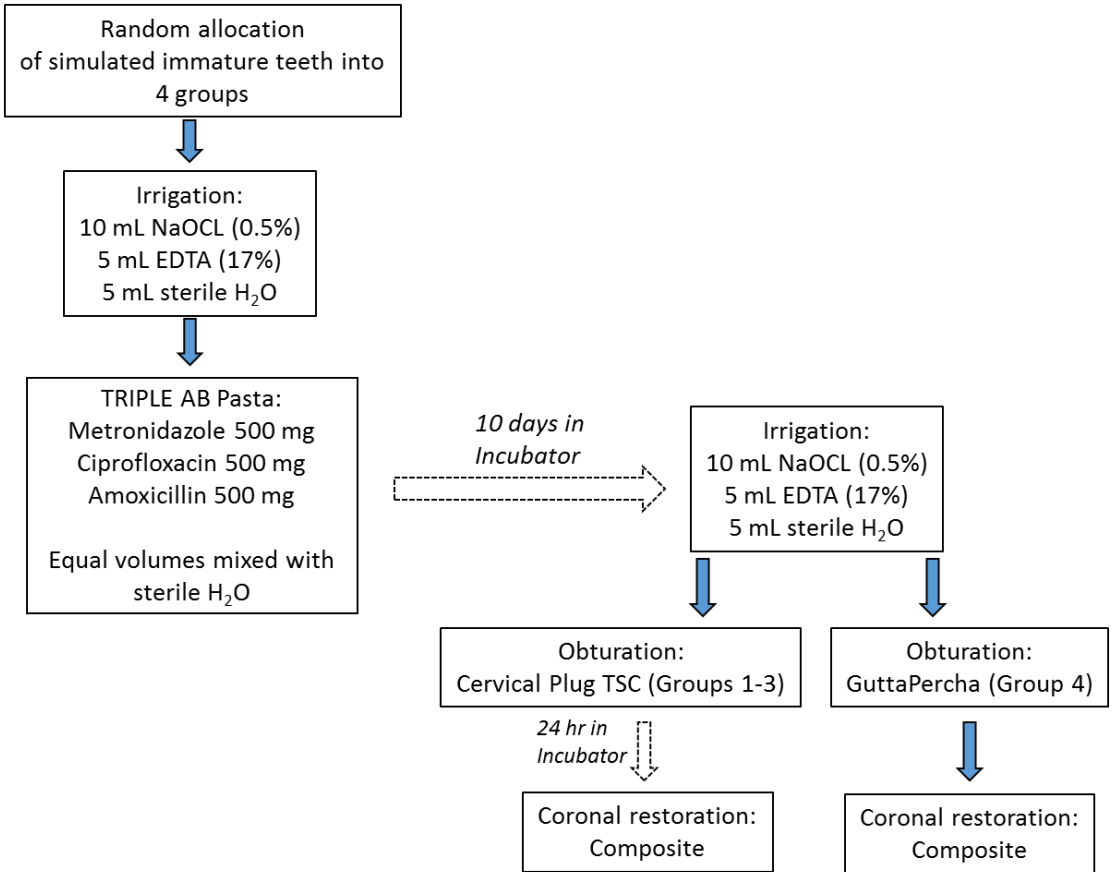 Random allocation
of simulated immature teeth into
4 groups
Irrigation:
10 mL NaOCL (0.5%)
5 mL EDTA (17%)
5 mL sterile H₂O
TRIPLE AB Pasta:
Metronidazole 500 mg
Ciprofloxacin 500 mg
Amoxicillin 500 mg
Equal volumes mixed with
sterile H₂O
10 days in
Incubator
Irrigation:
10 mL NaOCL (0.5%)
5 mL EDTA (17%)
5 mL sterile H₂O
Obturation:
Cervical Plug TSC (Groups 1-3)
Obturation:
GuttaPercha (Group 4)
24 hr in
Incubator
Coronal restoration:
Composite
Coronal restoration:
Composite